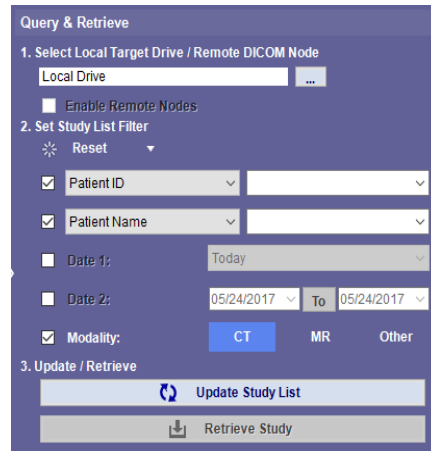 Query & Retrieve
1. Select Local Target Drive / Remote DICOM Node
Local Drive
...
Enable Remote Nodes
2. Set Study List Filter
Reset
Patient ID
Patient Name
Date 1: Today
Date 2: 05/24/2017 To 05/24/2017
Modality: CT MR Other
3. Update / Retrieve
Update Study List
Retrieve Study